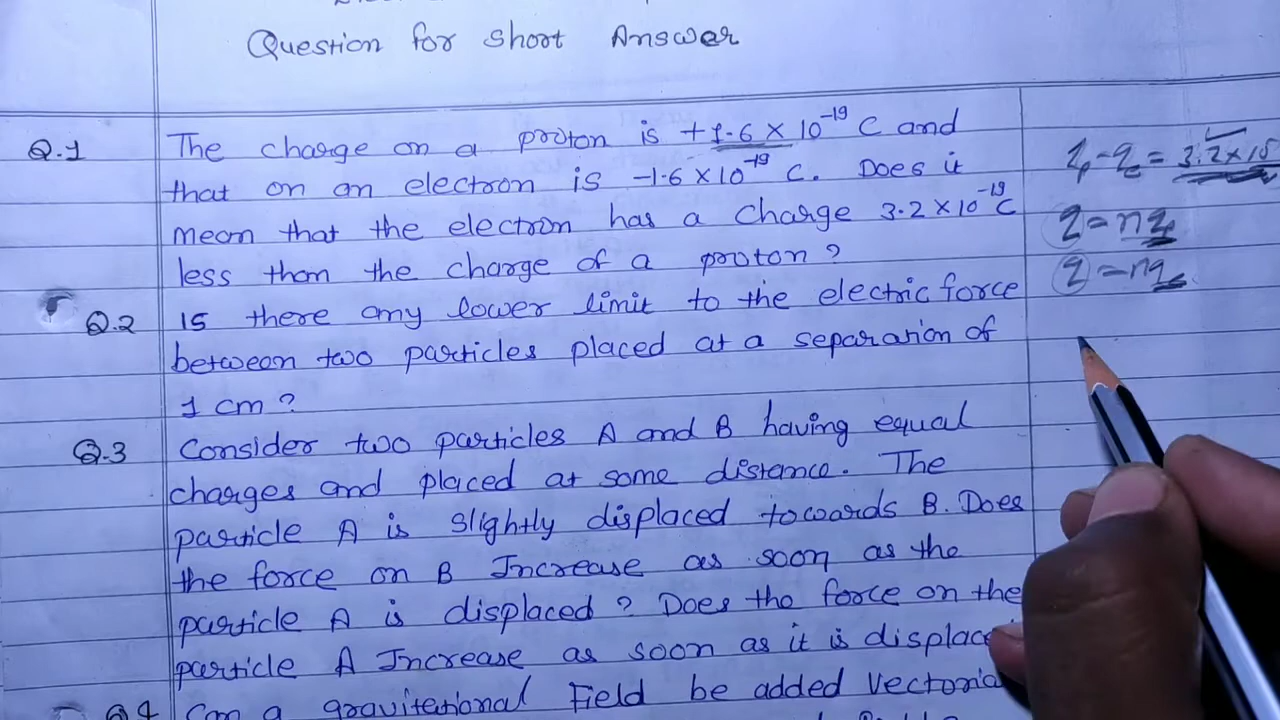 Question for Short Answer
Q.1 The charge on a proton is +1.6 × 10⁻¹⁹ C and
that on an electron is -1.6 × 10⁻¹⁹ C. Does it
mean that the electron has a charge 3.2 × 10⁻¹⁹ C
less than the charge of a proton?
Q.2 Is there any lower limit to the electric force
between two particles placed at a separation of
1 cm?
Q.3 Consider two particles A and B having equal
charges and placed at some distance. The
particle A is slightly displaced towards B. Does
the force on B Increase as soon as the
particle A is displaced? Does the force on the
particle A Increase as soon as it is
Q.4 Can a gravitational Field be added
= 3.2×10
q = n
q = nq